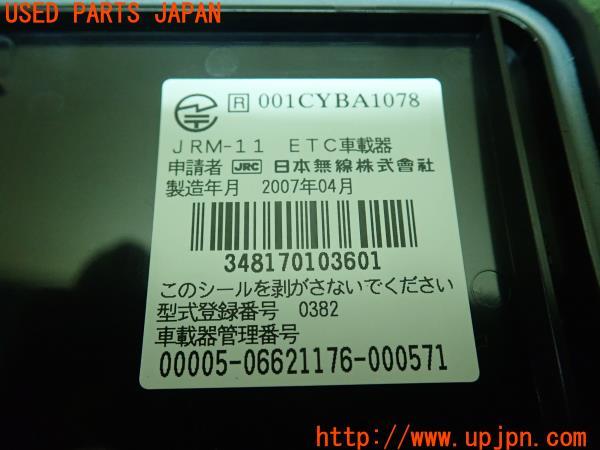 USED PARTS JAPAN
R 001CYBA1078
JRM-11 ETC車載器
申請者 JRC 日本無線株式會社
製造年月 2007年04月
348170103601
このシールを剥がさないでください
型式登録番号 0382
車載器管理番号
00005-06621176-000571
UPJ www.upjpn.com